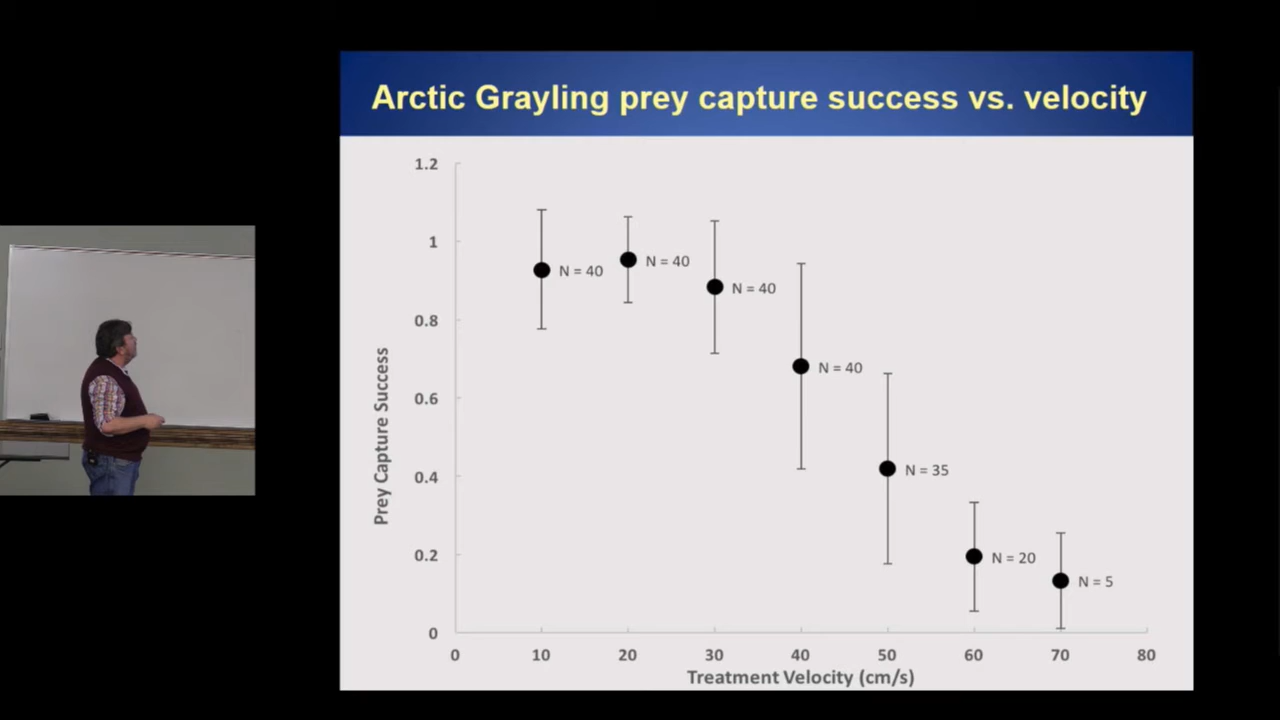 Arctic Grayling prey capture success vs. velocity
1.2
1
0.8
0.6
0.4
0.2
0
Prey Capture Success
N = 40
N = 40
N = 40
N = 40
N = 35
N = 20
N = 5
0 10 20 30 40 50 60 70 80
Treatment Velocity (cm/s)